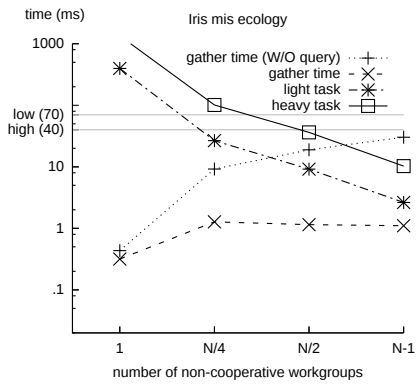 time (ms)
Iris mis ecology
1000
gather time (W/O query)
gather time
light task
heavy task
low (70)
high (40)
10
1
.1
1 N/4 N/2 N-1
number of non-cooperative workgroups